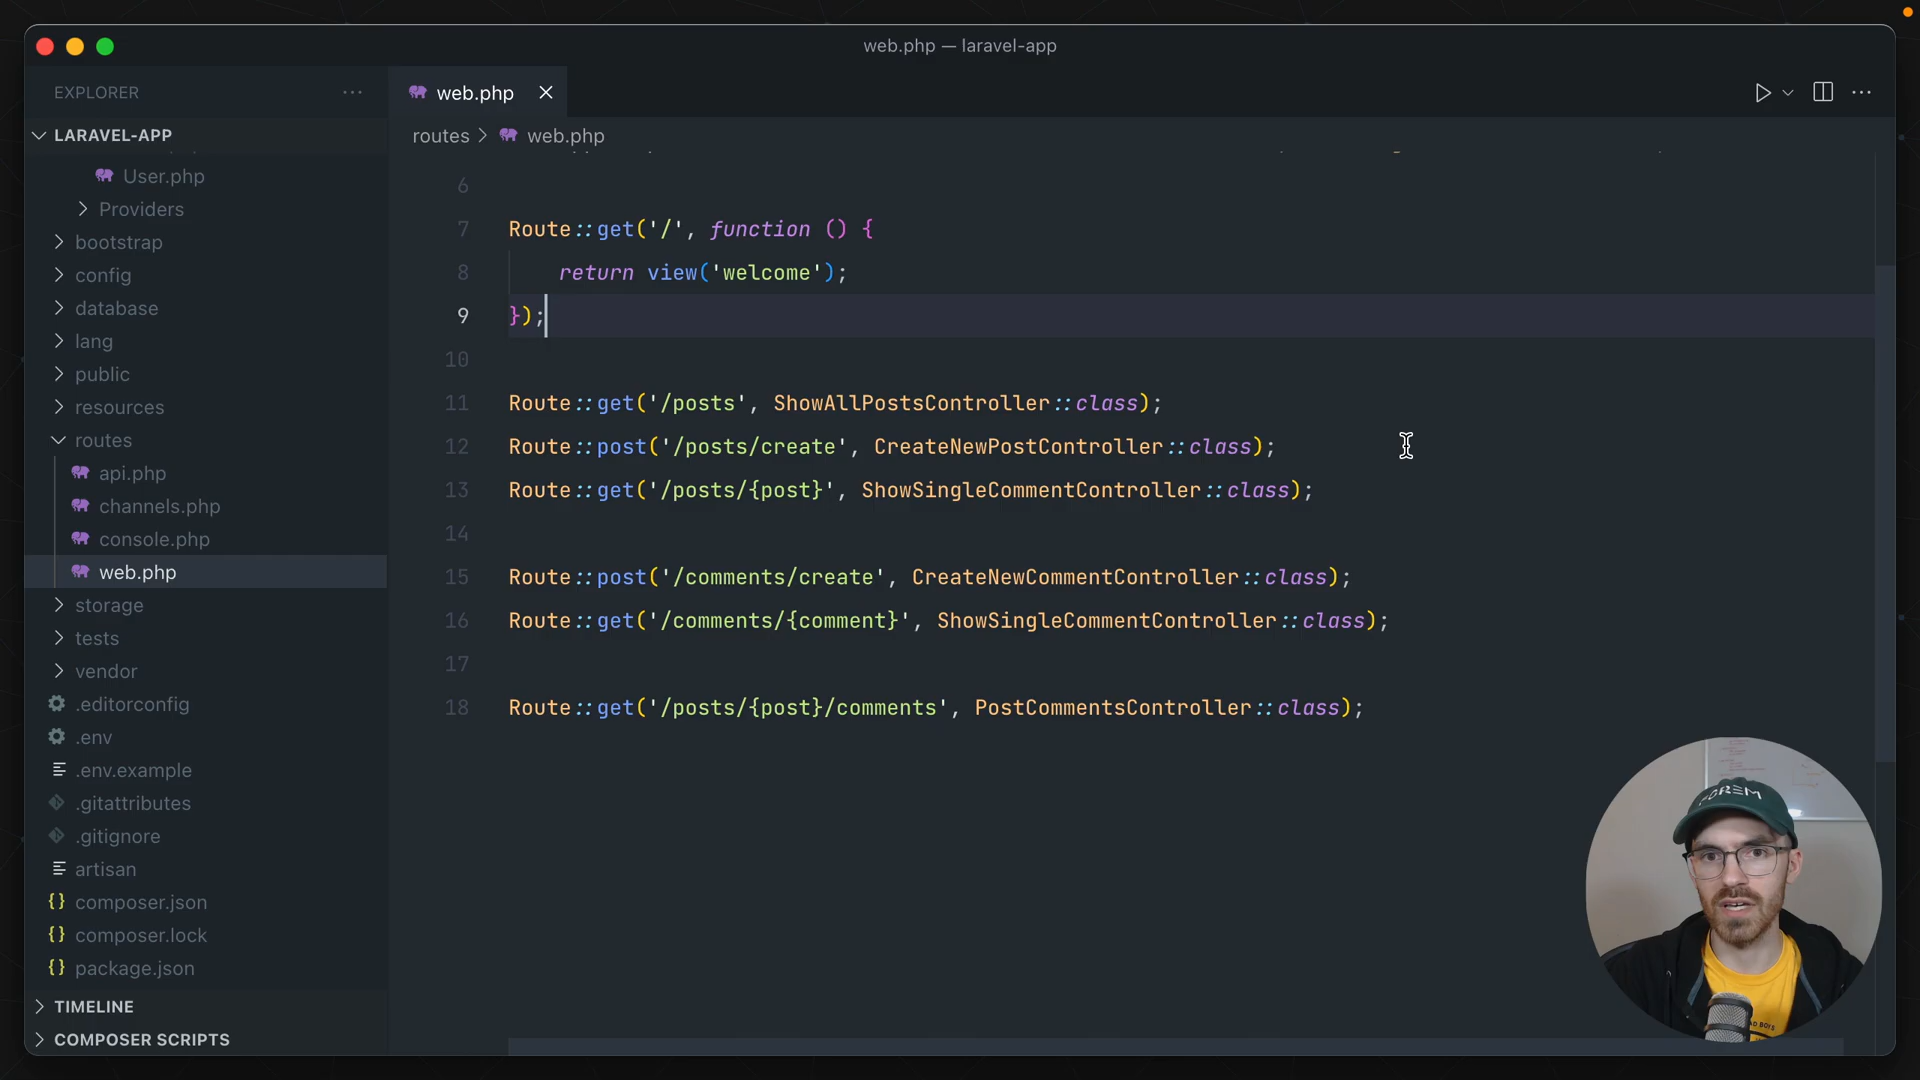 web.php — laravel-app
EXPLORER
LARAVEL-APP
User.php
Providers
bootstrap
config
database
lang
public
resources
routes
api.php
channels.php
console.php
web.php
storage
tests
vendor
.editorconfig
.env
.env.example
.gitattributes
.gitignore
artisan
composer.json
composer.lock
package.json
TIMELINE
COMPOSER SCRIPTS
web.php
routes > web.php
6
7 Route::get('/', function () {
8 return view('welcome');
9 });
10
11 Route::get('/posts', ShowAllPostsController::class);
12 Route::post('/posts/create', CreateNewPostController::class);
13 Route::get('/posts/{post}', ShowSingleCommentController::class);
14
15 Route::post('/comments/create', CreateNewCommentController::class);
16 Route::get('/comments/{comment}', ShowSingleCommentController::class);
17
18 Route::get('/posts/{post}/comments', PostCommentsController::class);